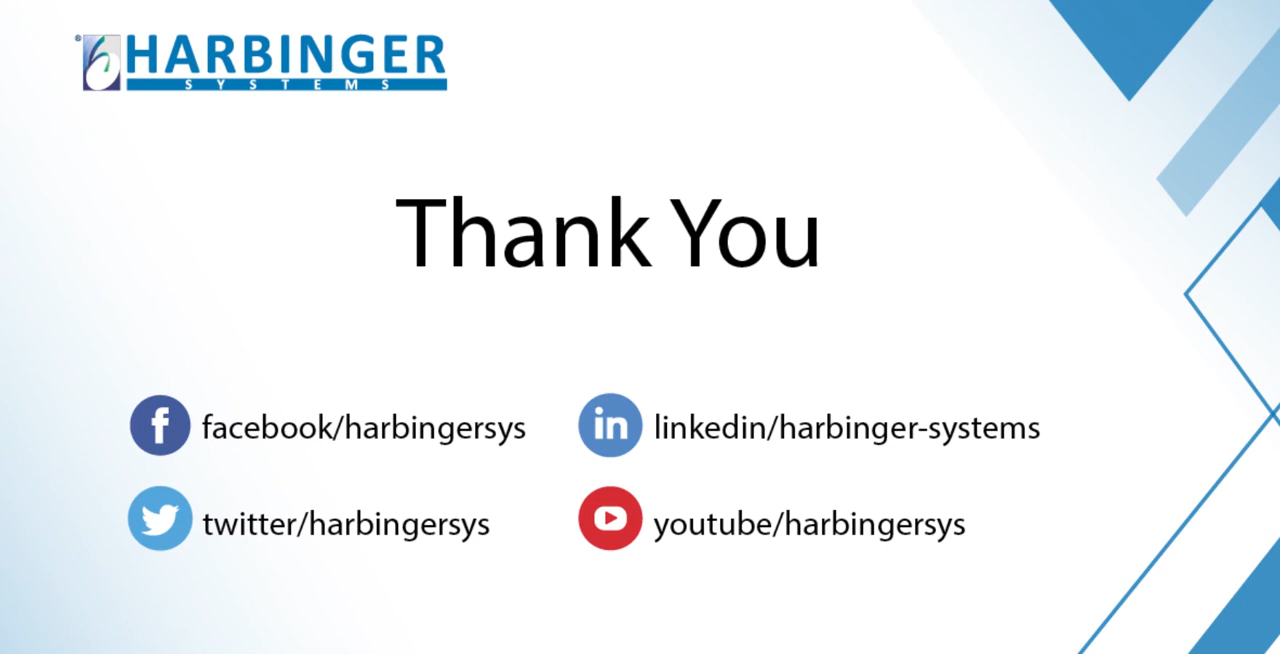 ® HARBINGER
SYSTEMS
Thank You
facebook/harbingersys
linkedin/harbinger-systems
twitter/harbingersys
youtube/harbingersys